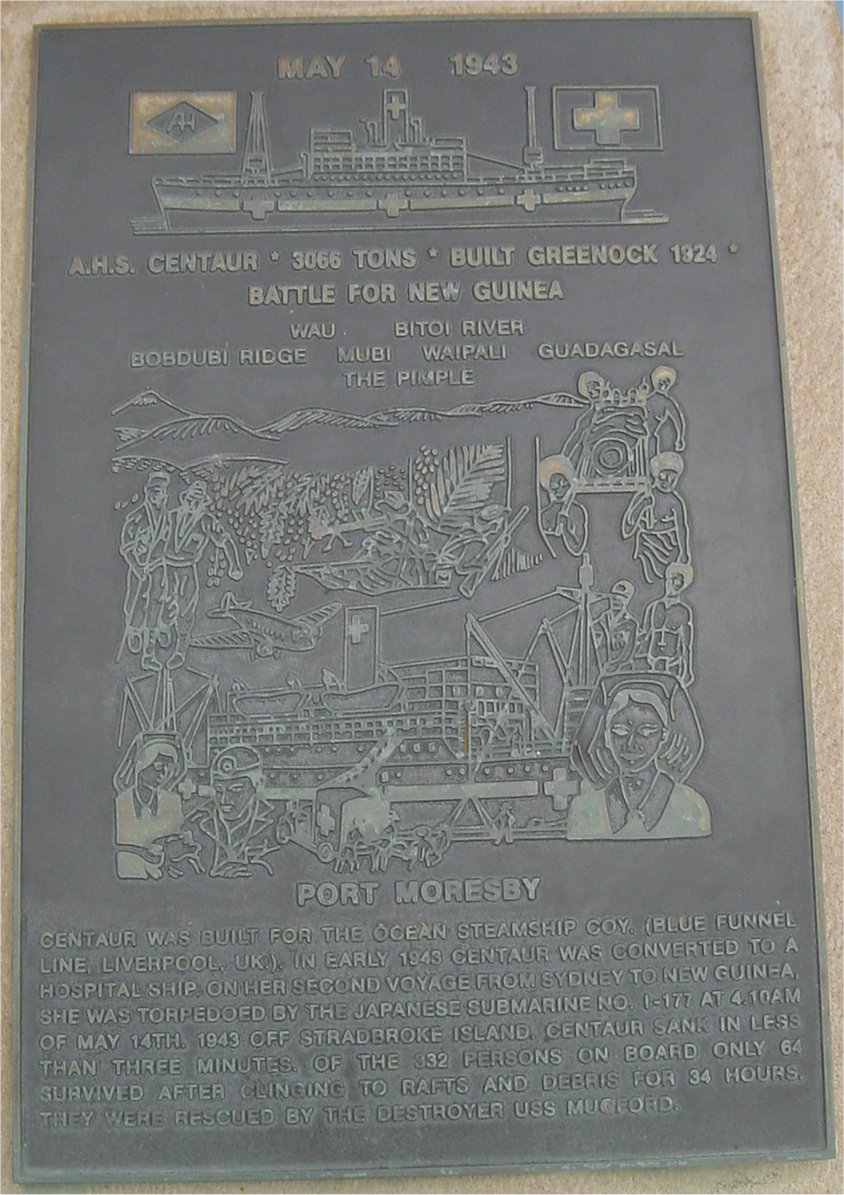 MAY 14 1943
AH
A.H.S. CENTAUR * 3066 TONS * BUILT GREENOCK 1924 *
BATTLE FOR NEW GUINEA
WAU BITOI RIVER
BOBDUBI RIDGE MUBI WAIPALI GUADAGASAL
THE PIMPLE
PORT MORESBY
CENTAUR WAS BUILT FOR THE OCEAN STEAMSHIP COY. (BLUE FUNNEL
LINE, LIVERPOOL, UK.). IN EARLY 1943 CENTAUR WAS CONVERTED TO A
HOSPITAL SHIP. ON HER SECOND VOYAGE FROM SYDNEY TO NEW GUINEA,
SHE WAS TORPEDOED BY THE JAPANESE SUBMARINE NO. I-177 AT 4.10AM
OF MAY 14TH. 1943 OFF STRADBROKE ISLAND. CENTAUR SANK IN LESS
THAN THREE MINUTES. OF THE 332 PERSONS ON BOARD ONLY 64
SURVIVED AFTER CLINGING TO RAFTS AND DEBRIS FOR 34 HOURS.
THEY WERE RESCUED BY THE DESTROYER USS MUGFORD.